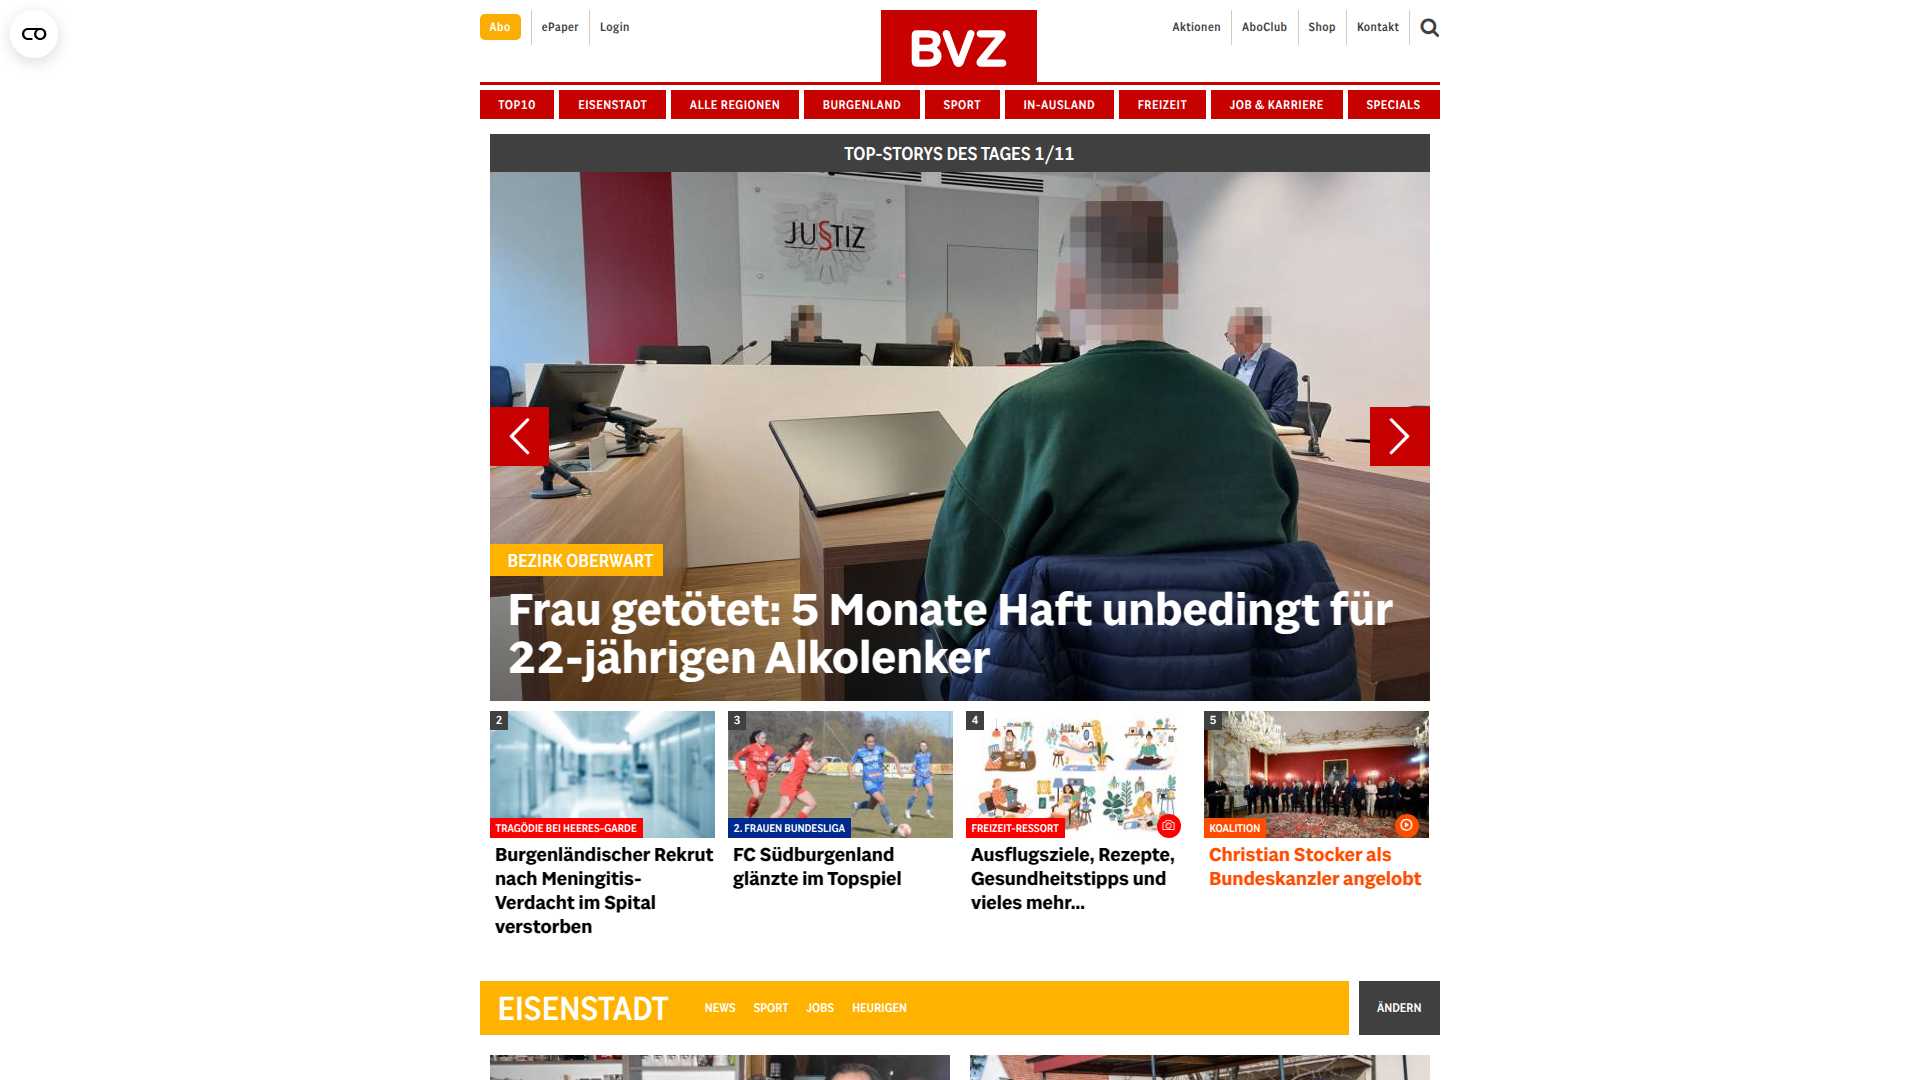 Abo
ePaper
Login
BVZ
Aktionen
AboClub
Shop
Kontakt
TOP10
EISENSTADT
ALLE REGIONEN
BURGENLAND
SPORT
IN-AUSLAND
FREIZEIT
JOB & KARRIERE
SPECIALS
TOP-STORYS DES TAGES 1/11
JUSTIZ
BEZIRK OBERWART
Frau getötet: 5 Monate Haft unbedingt für
22-jährigen Alkolenker
2
TRAGÖDIE BEI HEERES-GARDE
Burgenländischer Rekrut
nach Meningitis-
Verdacht im Spital
verstorben
3
2. FRAUEN BUNDESLIGA
FC Südburgenland
glänzte im Topspiel
4
FREIZEIT-RESSORT
Ausflugsziele, Rezepte,
Gesundheitstipps und
vieles mehr...
5
KOALITION
Christian Stocker als
Bundeskanzler angelobt
EISENSTADT
NEWS
SPORT
JOBS
HEURIGEN
ÄNDERN